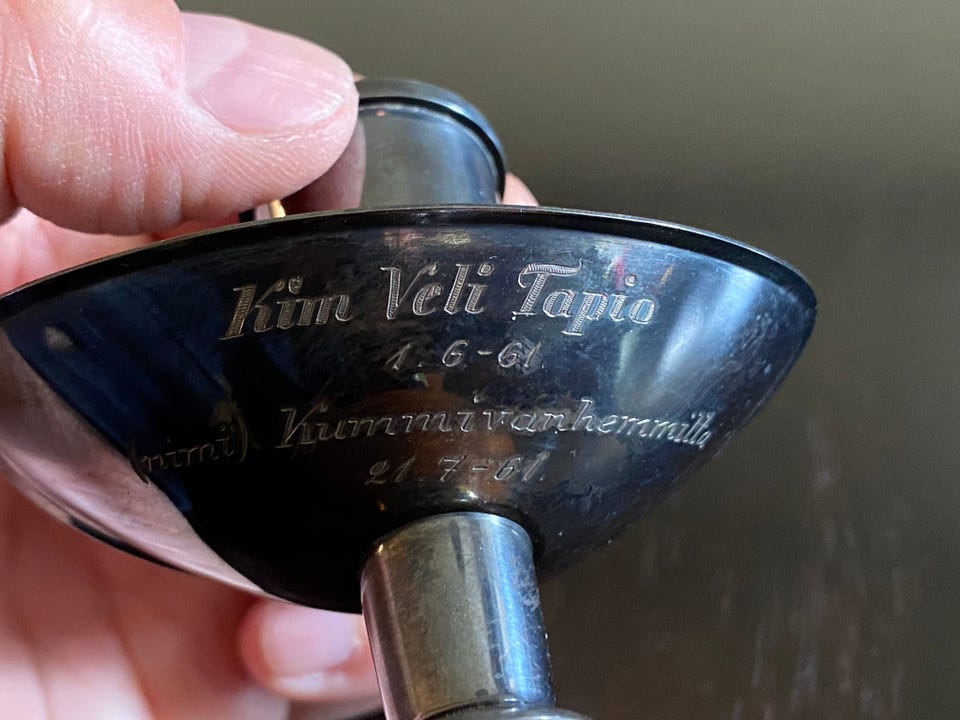 Kim Veli Tapio
1. 6-61
(nimi). Kummivanhemmilta
21 7-61.